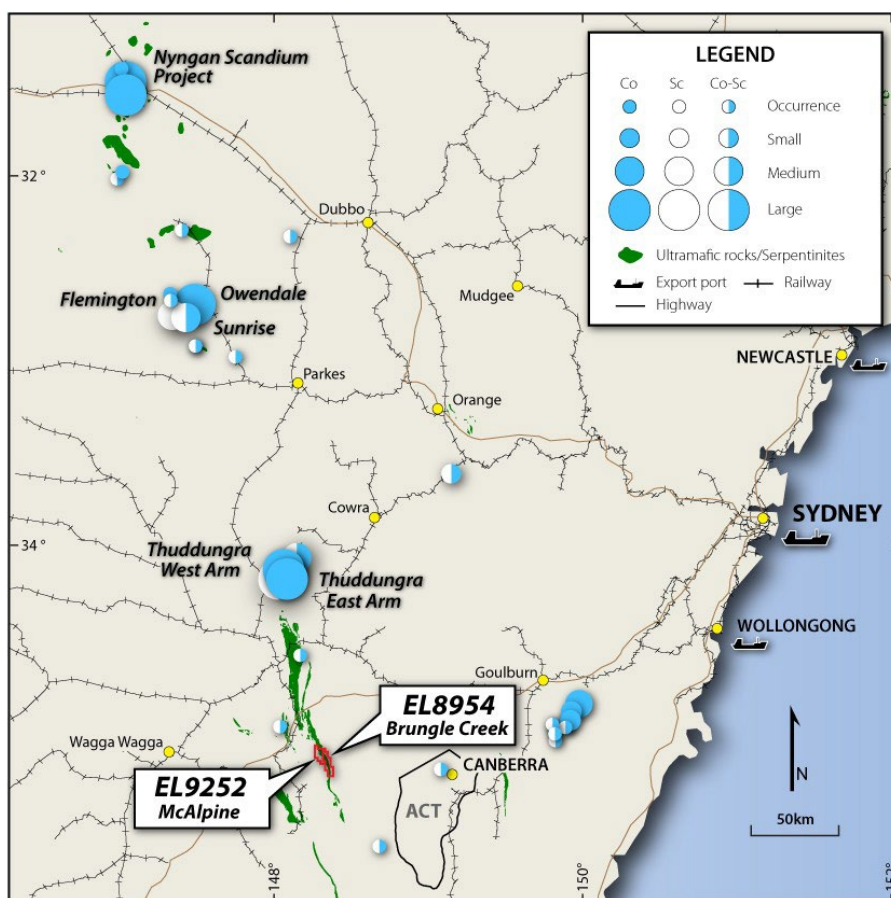 Nyngan Scandium
Project
LEGEND
Co
Sc
Co-Sc
Occurrence
Small
Medium
Large
Ultramafic rocks/Serpentinites
Export port
Railway
Highway
32°
Dubbo
Mudgee
Flemington
Owendale
Sunrise
NEWCASTLE
Parkes
Orange
Cowra
SYDNEY
34°
Thuddungra
West Arm
Thuddungra
East Arm
WOLLONGONG
Goulburn
EL8954
Brungle Creek
Wagga Wagga
CANBERRA
EL9252
McAlpine
ACT
N
50km
148°
150°
152°